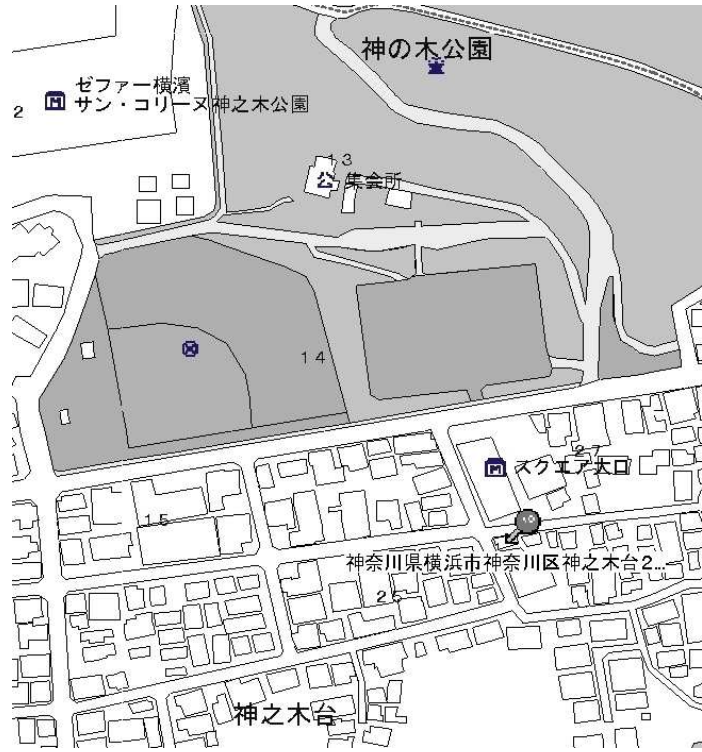 神の木公園
ゼファー横濱
サン・コリーヌ神之木公園
2
13
公 集会所
14
27
スクエア大口
15
神奈川県横浜市神奈川区神之木台2...
26
神之木台